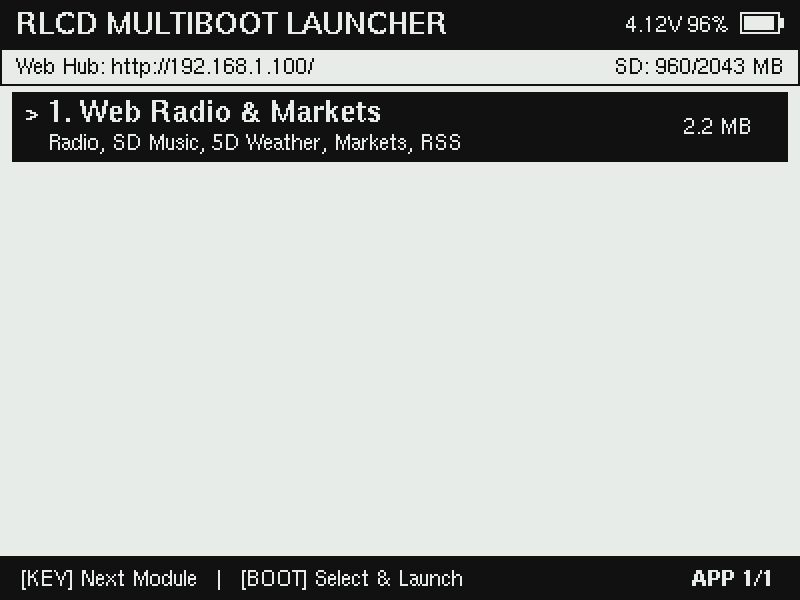 RLCD MULTIBOOT LAUNCHER 4.12V 96%
Web Hub: http://192.168.1.100/ SD: 960/2043 MB
> 1. Web Radio & Markets
2.2 MB
Radio, SD Music, 5D Weather, Markets, RSS
[KEY] Next Module | [BOOT] Select & Launch APP 1/1